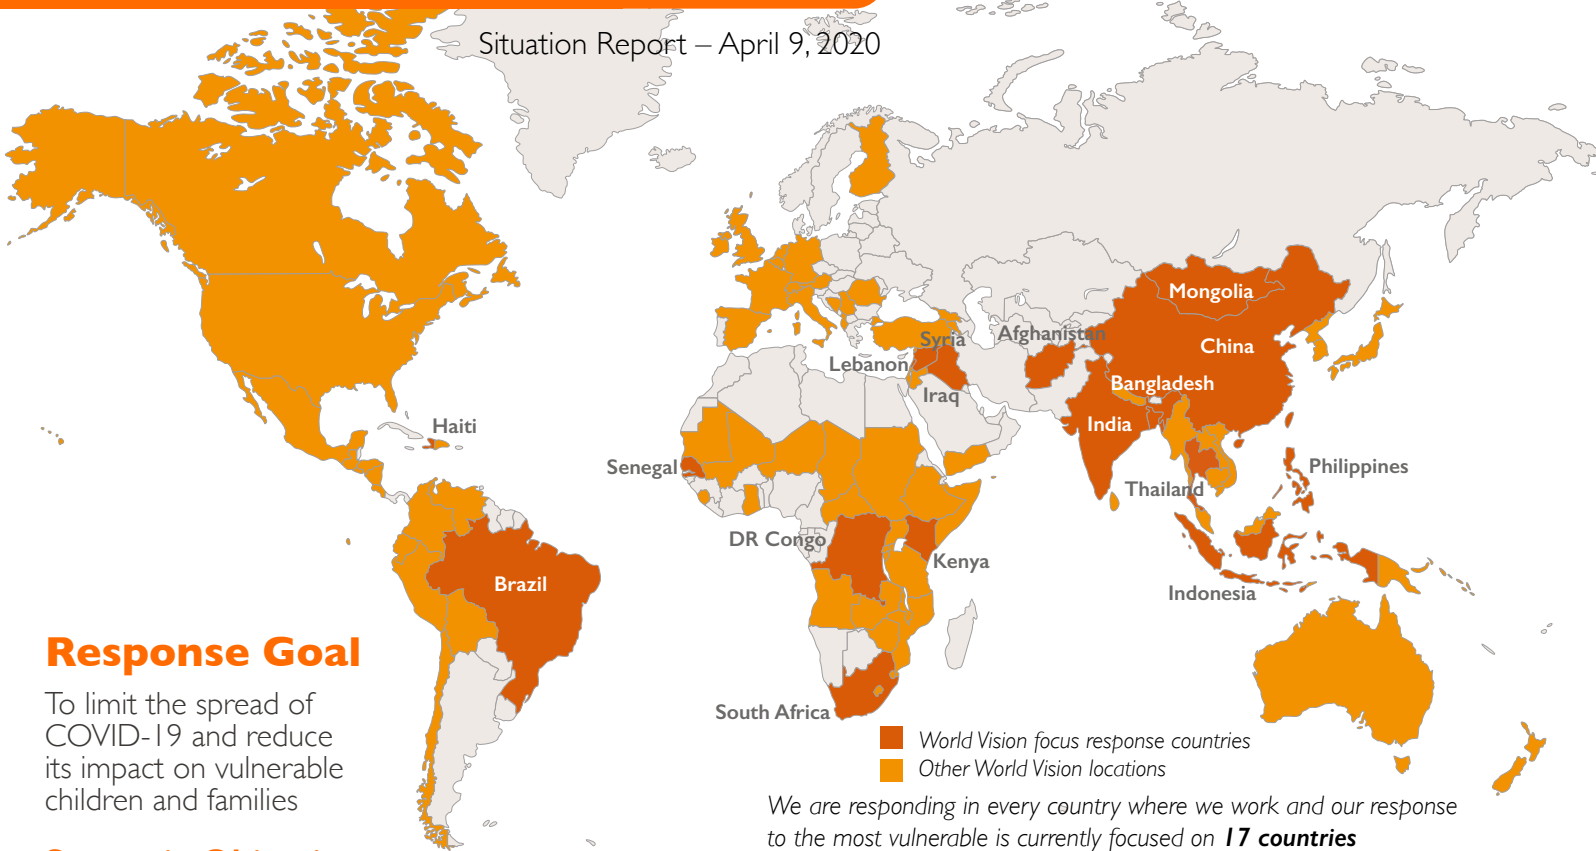 Situation Report – April 9, 2020
Mongolia
Afghanistan
Syria
China
Lebanon
Bangladesh
Iraq
India
Haiti
Senegal
Philippines
Thailand
DR Congo
Kenya
Brazil
Indonesia
Response Goal
To limit the spread of
COVID-19 and reduce
its impact on vulnerable
children and families
South Africa
World Vision focus response countries
Other World Vision locations
We are responding in every country where we work and our response
to the most vulnerable is currently focused on 17 countries